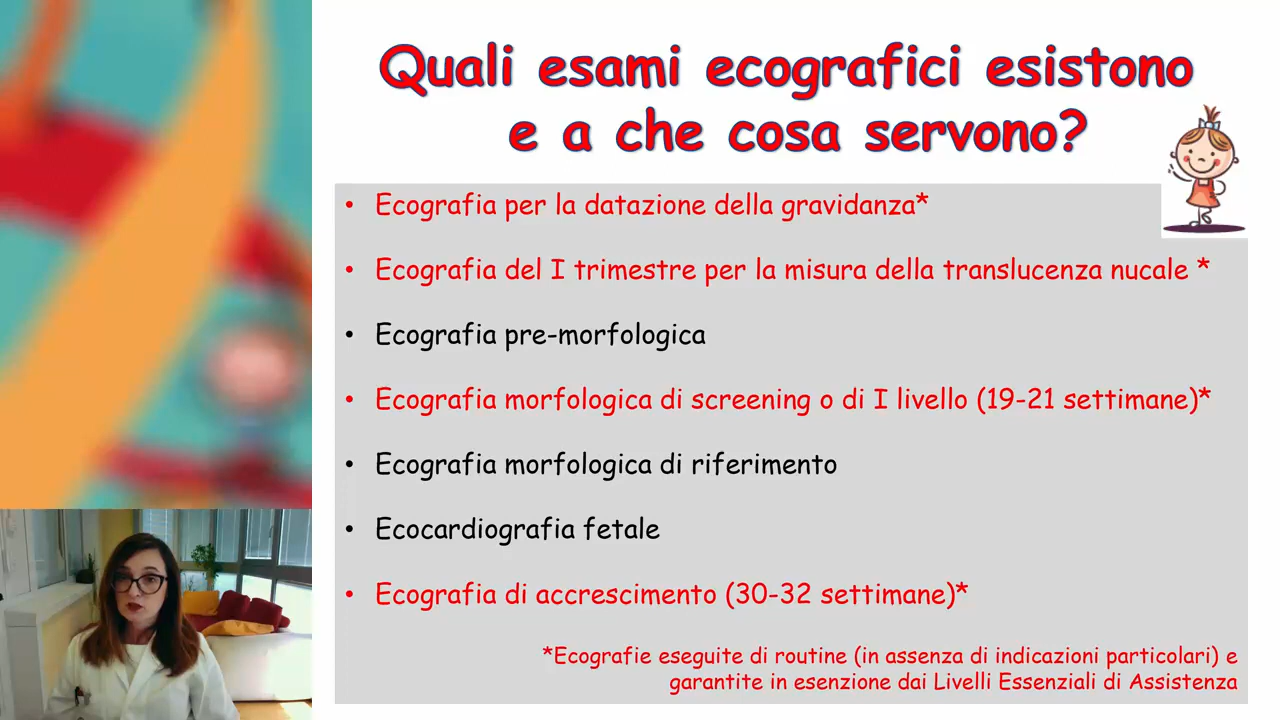 Quali esami ecografici esistono
e a che cosa servono?
• Ecografia per la datazione della gravidanza*
• Ecografia del I trimestre per la misura della translucenza nucale *
• Ecografia pre-morfologica
• Ecografia morfologica di screening o di I livello (19-21 settimane)*
• Ecografia morfologica di riferimento
• Ecocardiografia fetale
• Ecografia di accrescimento (30-32 settimane)*
*Ecografie eseguite di routine (in assenza di indicazioni particolari) e
garantite in esenzione dai Livelli Essenziali di Assistenza